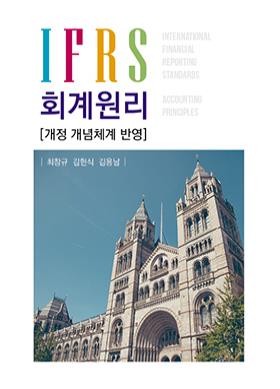 IFRS
INTERNATIONAL
FINANCIAL
REPORTING
STANDARDS
회계원리
ACCOUNTING
PRINCIPLES
[개정 개념체계 반영]
| 최창규 김헌식 김용남 |